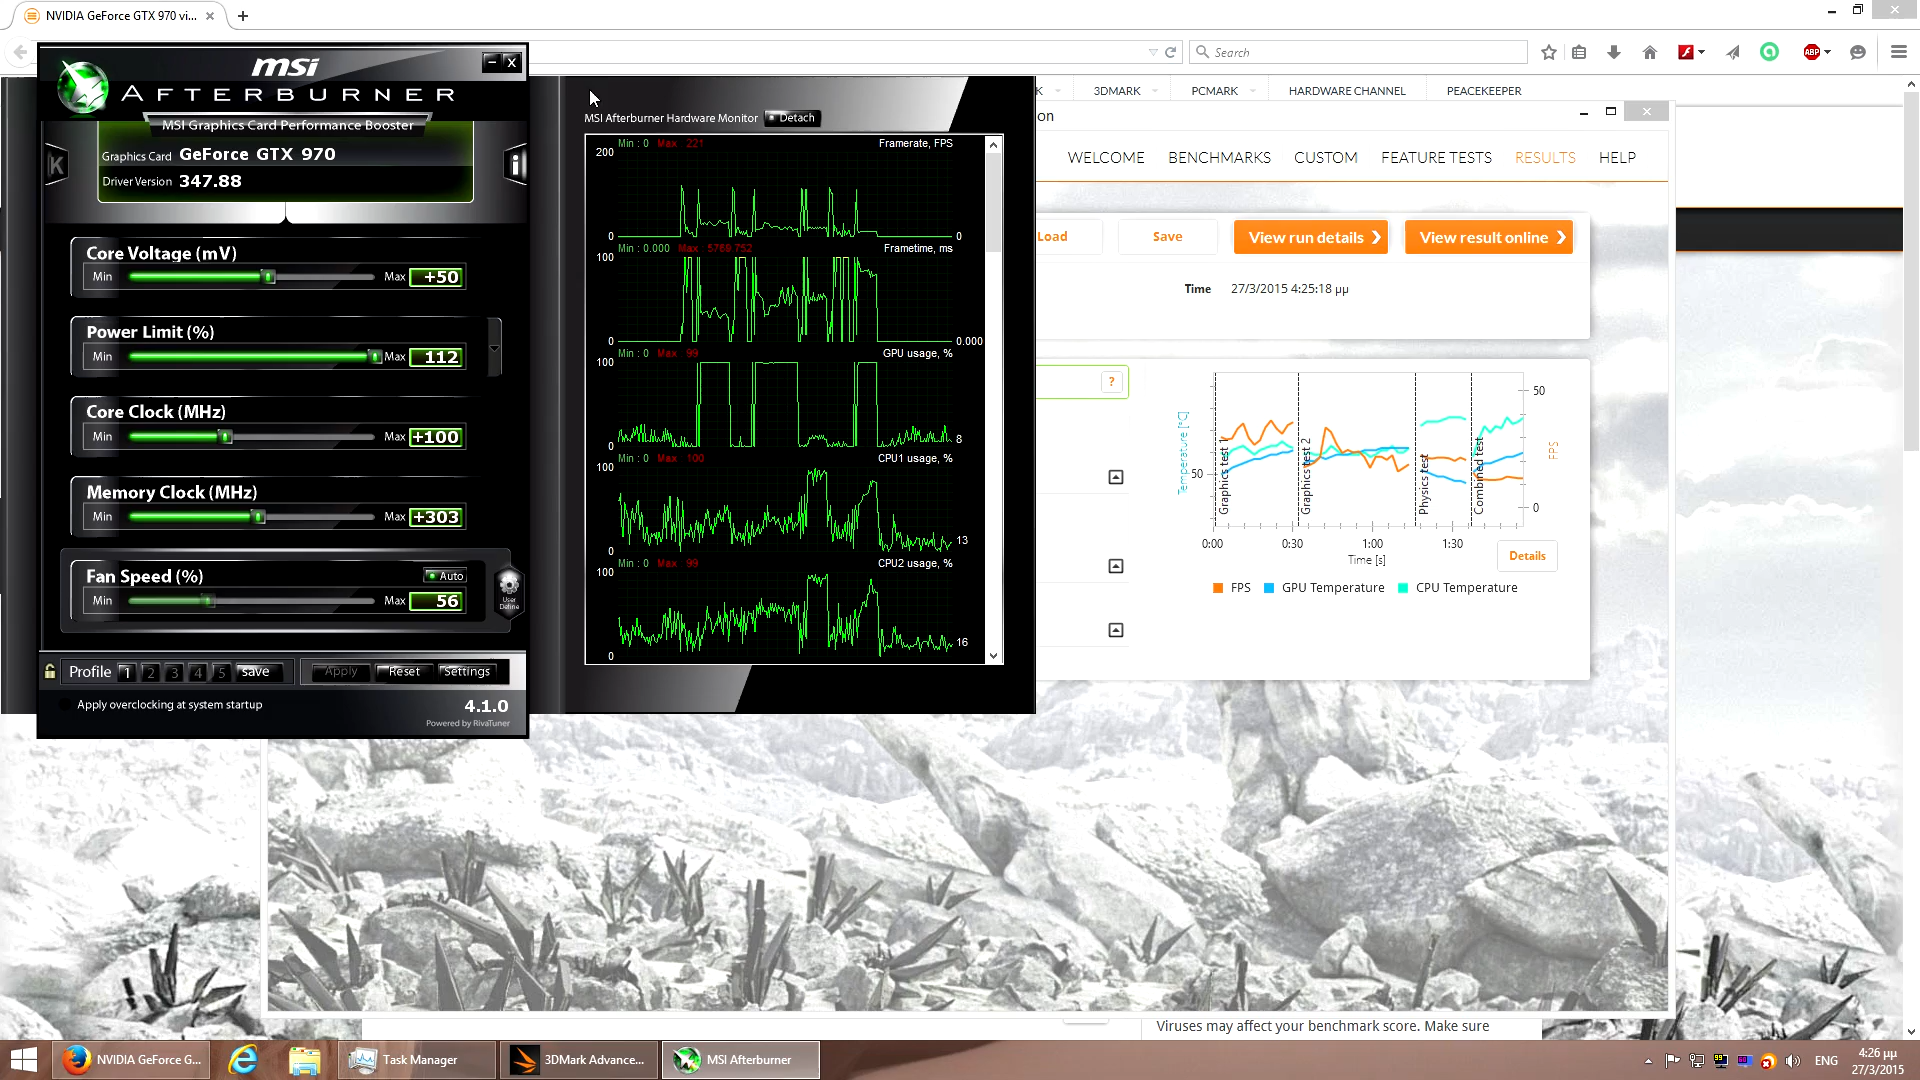 NVIDIA GeForce GTX 970 vi...
Search
msi
AFTERBURNER
MSI Graphics Card Performance Booster
Graphics Card GeForce GTX 970
Driver Version 347.88
K
i
Core Voltage (mV)
Min Max +50
Power Limit (%)
Min Max 112
Core Clock (MHz)
Min Max +100
Memory Clock (MHz)
Min Max +303
Fan Speed (%) Auto
Min Max 56
User Define
Profile 1 2 3 4 5 save Apply Reset Settings
Apply overclocking at system startup 4.1.0
Powered by RivaTuner
MSI Afterburner Hardware Monitor Detach
Min : 0 Max : 221 Framerate, FPS
200
0 0
Min : 0.000 Max : 5769.752 Frametime, ms
100
0 0.000
Min : 0 Max : 99 GPU usage, %
100
0 8
Min : 0 Max : 100 CPU1 usage, %
100
0 13
Min : 0 Max : 99 CPU2 usage, %
100
0 16
K 3DMARK PCMARK HARDWARE CHANNEL PEACEKEEPER
on
WELCOME BENCHMARKS CUSTOM FEATURE TESTS RESULTS HELP
Load Save View run details View result online
Time 27/3/2015 4:25:18 μμ
?
Temperature [°C]
50
Graphics test 1
Graphics test 2
Physics test
Combined test
50
0
FPS
0:00 0:30 1:00 1:30
Time [s]
Details
FPS GPU Temperature CPU Temperature
Viruses may affect your benchmark score. Make sure
NVIDIA GeForce G... Task Manager 3DMark Advance... MSI Afterburner
ABP
ENG
4:26 μμ
27/3/2015